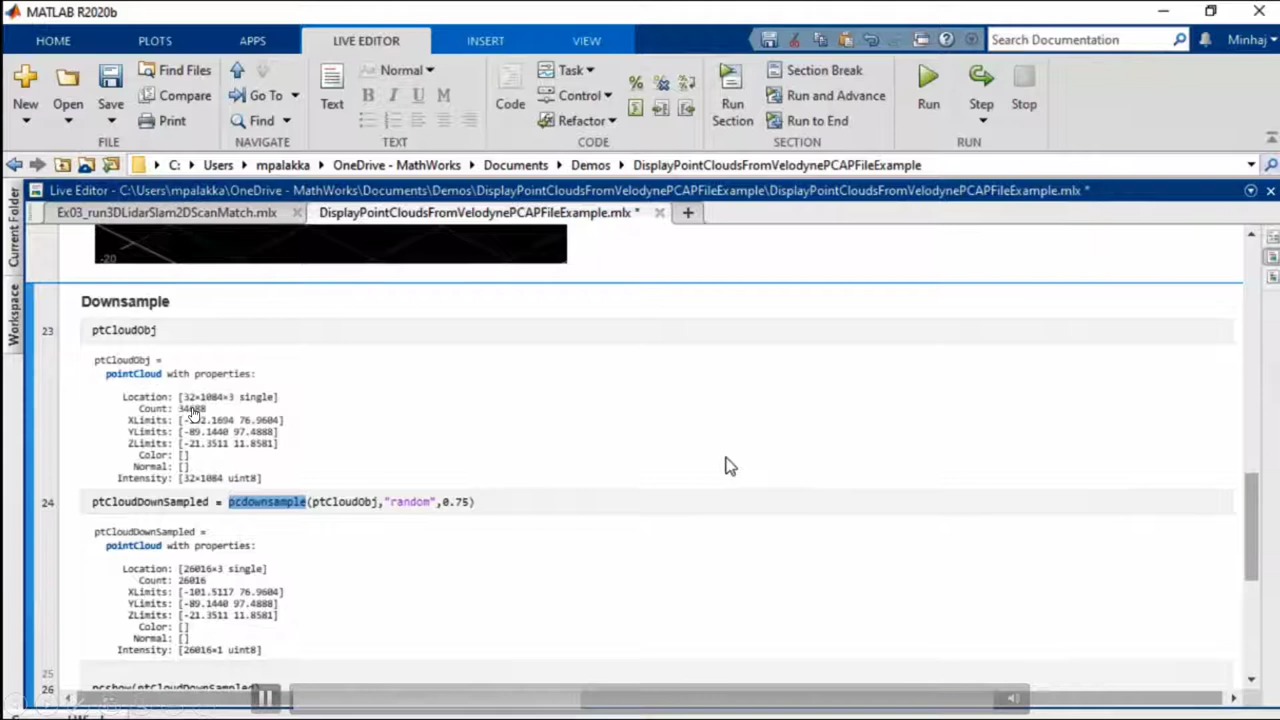 MATLAB R2020b
HOME PLOTS APPS LIVE EDITOR INSERT VIEW Search Documentation Minhaj
New Open Save Find Files Compare Print Go To Find Text Normal B I U M Code Task Control Refactor Run Section Section Break Run and Advance Run to End Run Step Stop
FILE NAVIGATE TEXT CODE SECTION RUN
C: Users mpalakka OneDrive - MathWorks Documents Demos DisplayPointCloudsFromVelodynePCAPFileExample
Live Editor - C:\Users\mpalakka\OneDrive - MathWorks\Documents\Demos\DisplayPointCloudsFromVelodynePCAPFileExample\DisplayPointCloudsFromVelodynePCAPFileExample.mlx *
Ex03_run3DLidarSlam2DScanMatch.mlx DisplayPointCloudsFromVelodynePCAPFileExample.mlx *
Current Folder
Workspace
-20
Downsample
23 ptCloudObj
ptCloudObj =
pointCloud with properties:
Location: [32×1084×3 single]
Count:
XLimits: 76.9604]
YLimits: [-89.1440 97.4888]
ZLimits: [-21.3511 11.8581]
Color: []
Normal: []
Intensity: [32×1084 uint8]
24 ptCloudDownSampled = pcdownsample(ptCloudObj,"random",0.75)
ptCloudDownSampled =
pointCloud with properties:
Location: [26016×3 single]
Count: 26016
XLimits: [-101.5117 76.9604]
YLimits: [-89.1440 97.4888]
ZLimits: [-21.3511 11.8581]
Color: []
Normal: []
Intensity: [26016×1 uint8]
25
26 pcshow(ptCloudDownSampled)